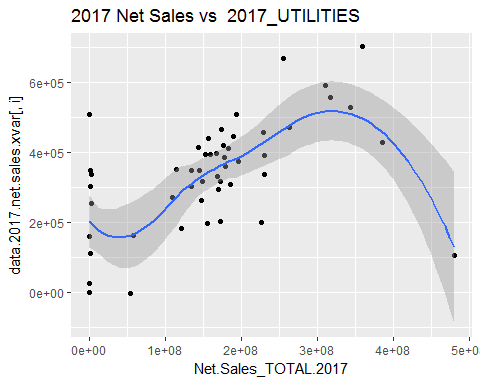 2017 Net Sales vs  2017_UTILITIES
data.2017.net.sales.xvar[, i]
6e+05
4e+05
2e+05
0e+00
0e+00 1e+08 2e+08 3e+08 4e+08 5e+08
Net.Sales_TOTAL.2017